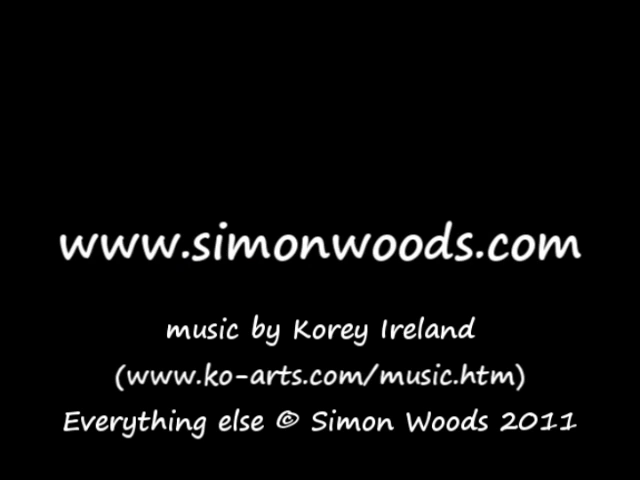 www.simonwoods.com
music by Korey Ireland
(www.ko-arts.com/music.htm)
Everything else © Simon Woods 2011